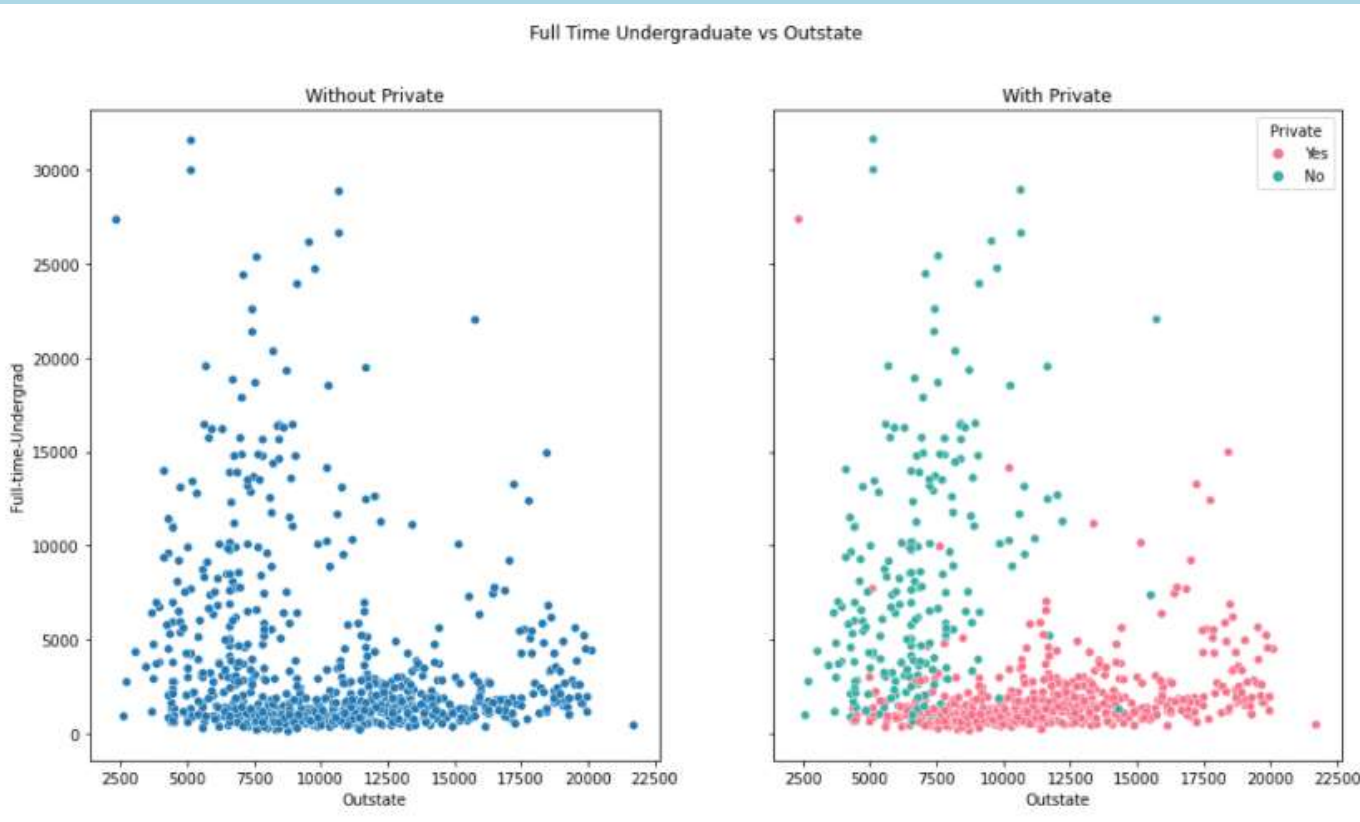 Full Time Undergraduate vs Outstate
Without Private
With Private
Private
Yes
No
30000
25000
20000
15000
10000
5000
0
Full-time-Undergrad
2500 5000 7500 10000 12500 15000 17500 20000 22500
Outstate
2500 5000 7500 10000 12500 15000 17500 20000 22500
Outstate